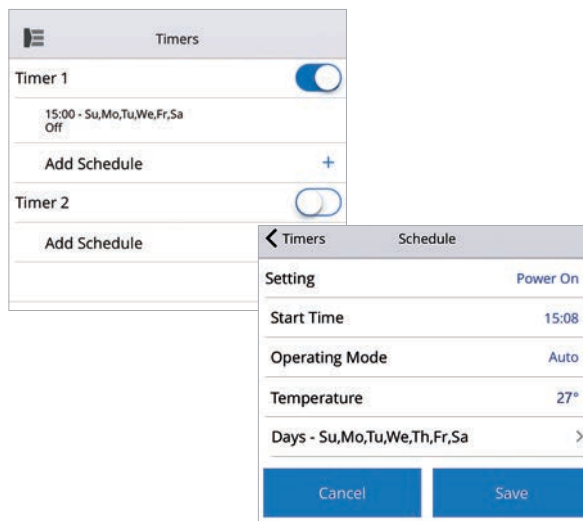 Timers
Timer 1
15:00 - Su,Mo,Tu,We,Fr,Sa
Off
Add Schedule +
Timer 2
Add Schedule
Timers Schedule
Setting Power On
Start Time 15:08
Operating Mode Auto
Temperature 27°
Days - Su,Mo,Tu,We,Th,Fr,Sa
Cancel Save